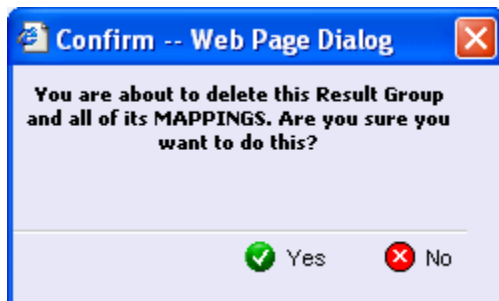 Confirm -- Web Page Dialog
You are about to delete this Result Group
and all of its MAPPINGS. Are you sure you
want to do this?
Yes
No